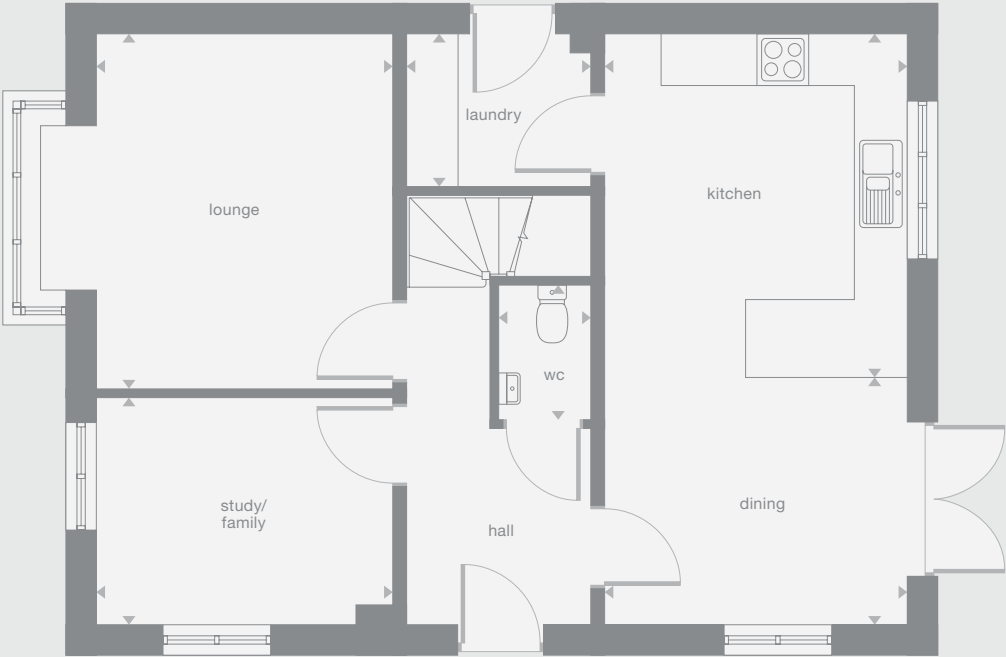 laundry
kitchen
lounge
wc
study/
family
dining
hall